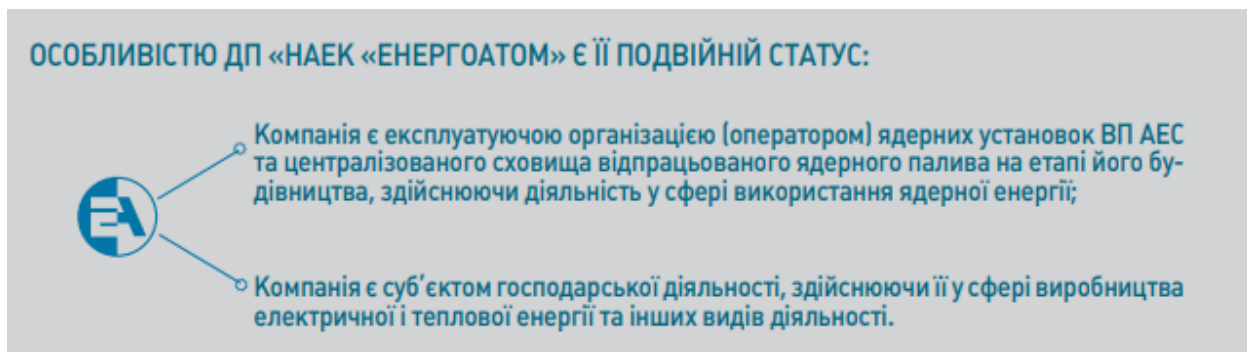 ОСОБЛИВІСТЮ ДП «НАЕК «ЕНЕРГОАТОМ» Є ЇЇ ПОДВІЙНІЙ СТАТУС:
Компанія є експлуатуючою організацією (оператором) ядерних установок ВП АЕС
та централізованого сховища відпрацьованого ядерного палива на етапі його бу-
дівництва, здійснюючи діяльність у сфері використання ядерної енергії;
EA
Компанія є суб’єктом господарської діяльності, здійснюючи її у сфері виробництва
електричної і теплової енергії та інших видів діяльності.